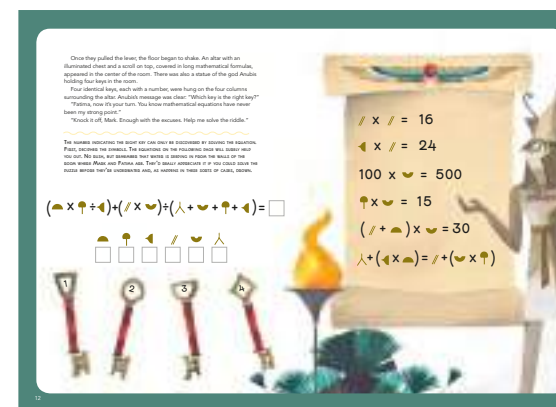 Once they pulled the lever, the floor began to shake. An altar with an
illuminated chest and a scroll on top, covered in long mathematical formulas,
appeared in the center of the room. There was also a statue of the god Anubis
holding four keys in the room.
Four identical keys, each with a number, were hung on the four columns
surrounding the altar. Anubis's message was clear: "Which key is the right key?"
"Fatima, now it's your turn. You know mathematical equations have never
been my strong point."
"Knock it off, Mark. Enough with the excuses. Help me solve the riddle."
The number indicating the right key can only be discovered by solving the equation.
First, decipher the symbols. The equations on the following page will surely help
you out. No rush, but remember that water is seeping in from the walls of the
room where Mark and Fatima are. They'd really appreciate it if you could solve the
puzzle before they're underwater and, as happens in these sorts of cases, drown.
( x ÷ )+( x )÷( + + + )=
1
2
3
4
x = 16
x = 24
100 x = 500
x = 15
( + ) x = 30
+( x )= +( x )
12